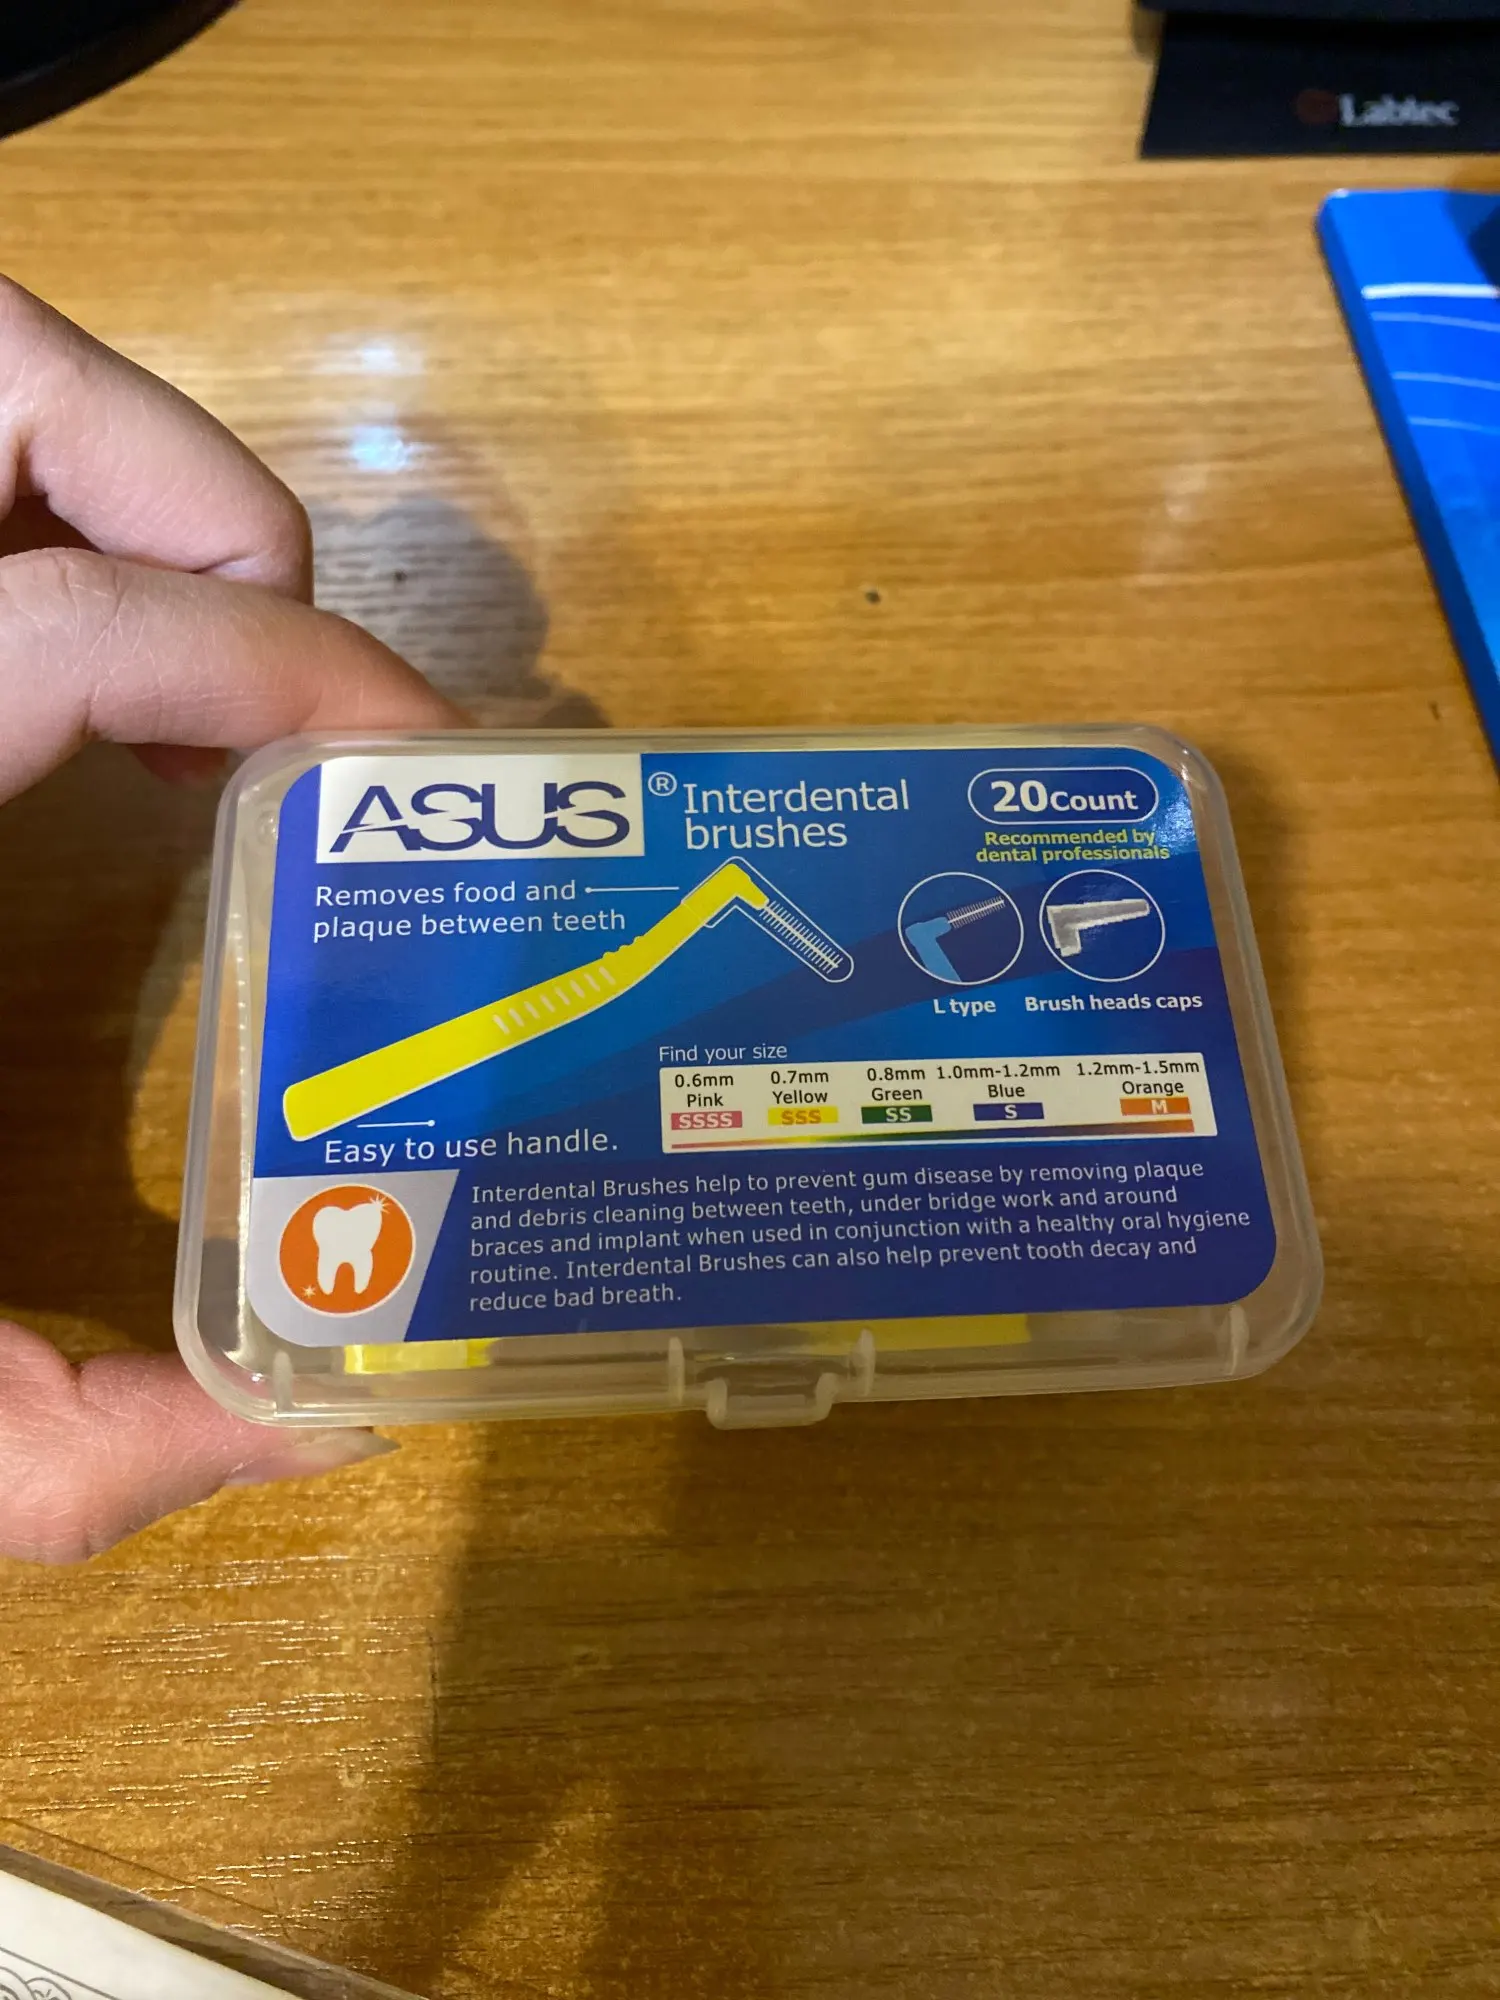 Labtec
ASUS® Interdental
brushes
20Count
Recommended by
dental professionals
Removes food and
plaque between teeth
L type
Brush heads caps
Easy to use handle.
Find your size
0.6mm 0.7mm 0.8mm 1.0mm-1.2mm 1.2mm-1.5mm
Pink Yellow Green Blue Orange
SSSS SSS SS S M
Interdental Brushes help to prevent gum disease by removing plaque
and debris cleaning between teeth, under bridge work and around
braces and implant when used in conjunction with a healthy oral hygiene
routine. Interdental Brushes can also help prevent tooth decay and
reduce bad breath.